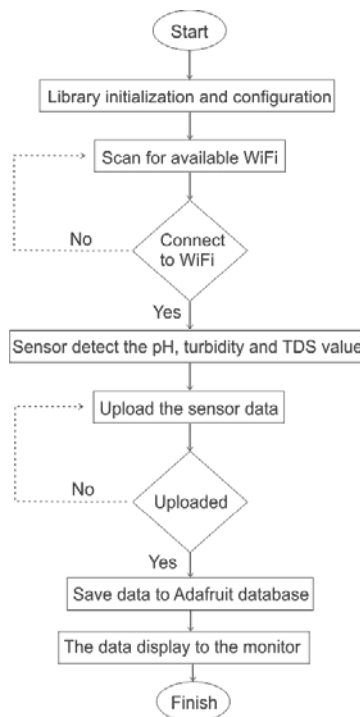 Start
Library initialization and configuration
Scan for available WiFi
No
Connect
to WiFi
Yes
Sensor detect the pH, turbidity and TDS value
Upload the sensor data
No
Uploaded
Yes
Save data to Adafruit database
The data display to the monitor
Finish